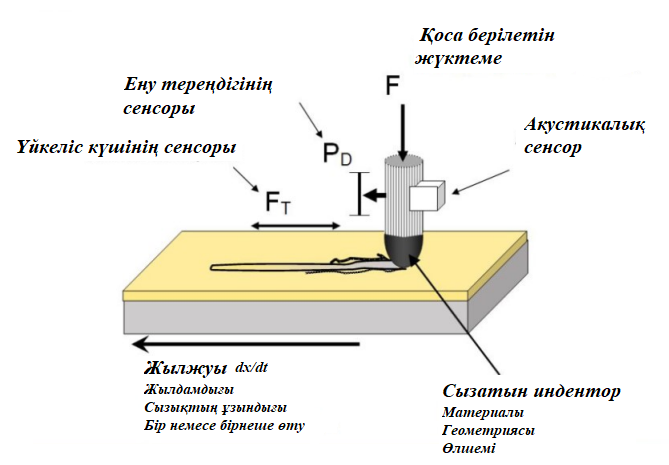 Қоса берілетін
жүктеме
F
Ену тереңдігінің
сенсоры
Акустикалық
сенсор
Үйкеліс күшінің сенсоры
PD
FT
Жылжуы dx/dt
Жылдамдығы
Сызықтың ұзындығы
Бір немесе бірнеше өту
Сызатын индентор
Материалы
Геометриясы
Өлшемі